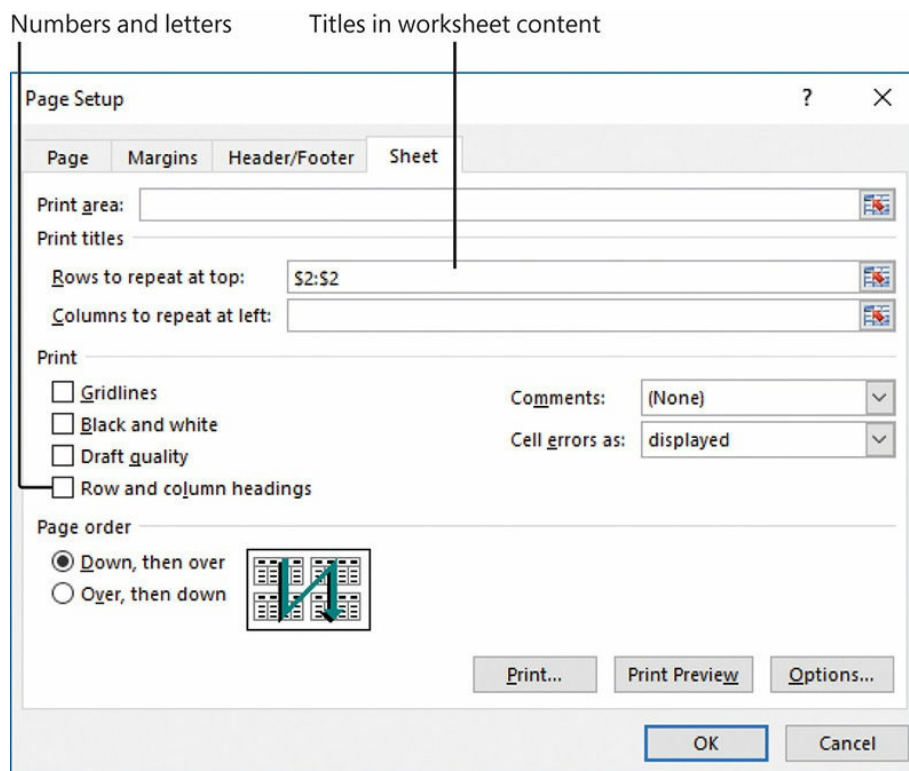 Numbers and letters Titles in worksheet content
Page Setup ? ×
Page Margins Header/Footer Sheet
Print area:
Print titles
Rows to repeat at top: $2:$2
Columns to repeat at left:
Print
Gridlines Comments: (None)
Black and white Cell errors as: displayed
Draft quality
Row and column headings
Page order
Down, then over
Over, then down
Print... Print Preview Options...
OK Cancel